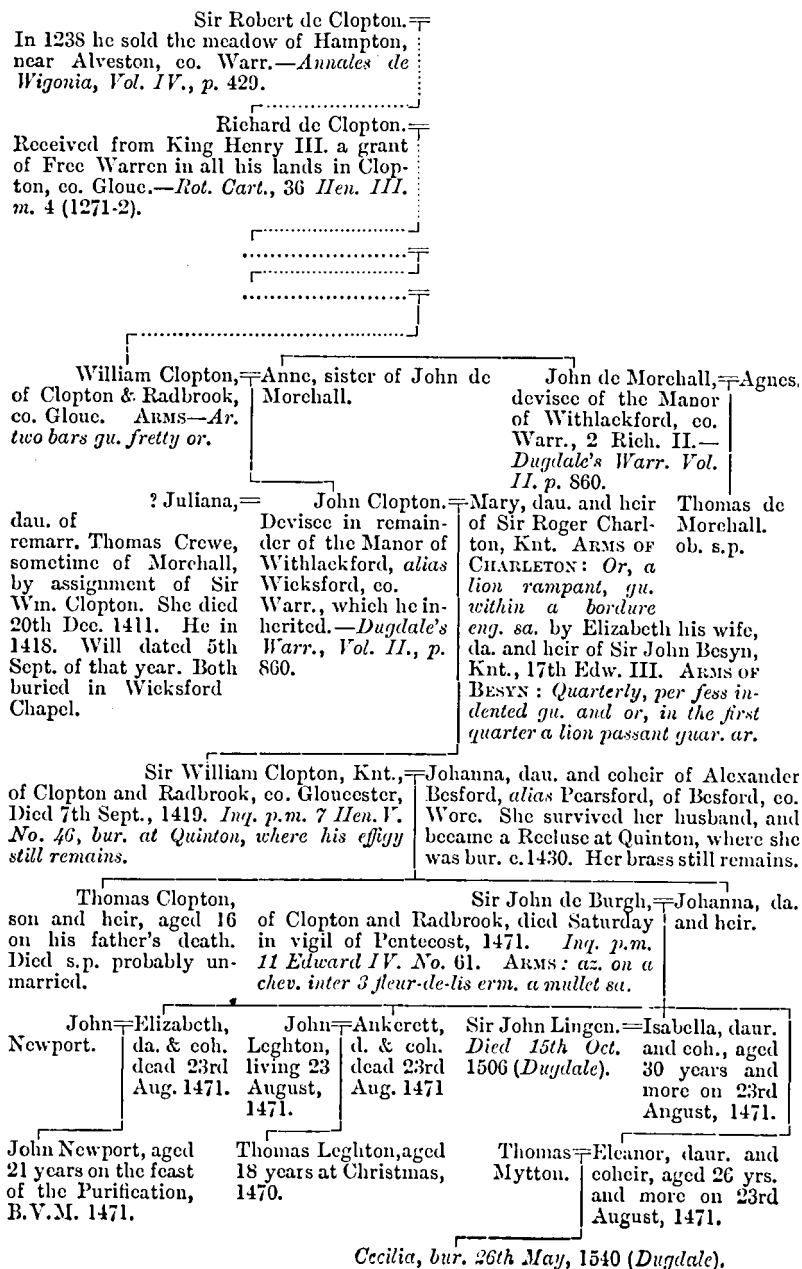 Sir Robert de Clopton.
In 1238 he sold the meadow of Hampton,
near Alveston, co. Warr.—Annales de
Wigonia, Vol. IV., p. 429.
Richard de Clopton.
Received from King Henry III. a grant
of Free Warren in all his lands in Clop-
ton, co. Glouc.—Rot. Cart., 36 Hen. III.
m. 4 (1271-2).
William Clopton,
of Clopton & Radbrook,
co. Glouc. ARMS—Ar.
two bars gu. fretty or.
Anne, sister of John de
Morehall.
John de Morehall,
devisee of the Manor
of Withlackford, co.
Warr., 2 Rich. II.—
Dugdale's Warr. Vol.
II. p. 860.
Agnes.
? Juliana,
dau. of
remarr. Thomas Crewe,
sometime of Morehall,
by assignment of Sir
Wm. Clopton. She died
20th Dec. 1411. He in
1418. Will dated 5th
Sept. of that year. Both
buried in Wicksford
Chapel.
John Clopton.
Devisee in remain-
der of the Manor of
Withlackford, alias
Wicksford, co.
Warr., which he in-
herited.—Dugdale's
Warr., Vol. II., p.
860.
Mary, dau. and heir
of Sir Roger Charl-
ton, Knt. ARMS OF
CHARLETON: Or, a
lion rampant, gu.
within a bordure
eng. sa. by Elizabeth his wife,
da. and heir of Sir John Besyn,
Knt., 17th Edw. III. ARMS OF
BESYN : Quarterly, per fess in-
dented gu. and or, in the first
quarter a lion passant guar. ar.
Thomas de
Morehall.
ob. s.p.
Sir William Clopton, Knt.,
of Clopton and Radbrook, co. Gloucester,
Died 7th Sept., 1419. Inq. p.m. 7 Hen. V.
No. 46, bur. at Quinton, where his effigy
still remains.
Johanna, dau. and coheir of Alexander
Besford, alias Pearsford, of Besford, co.
Worc. She survived her husband, and
became a Recluse at Quinton, where she
was bur. c. 1430. Her brass still remains.
Thomas Clopton,
son and heir, aged 16
on his father's death.
Died s.p. probably un-
married.
Sir John de Burgh,
of Clopton and Radbrook, died Saturday
in vigil of Pentecost, 1471. Inq. p.m.
11 Edward IV. No. 61. ARMS: az. on a
chev. inter 3 fleur-de-lis erm. a mullet sa.
Johanna, da.
and heir.
John
Newport.
Elizabeth,
da. & coh.
dead 23rd
Aug. 1471.
John
Leghton,
living 23
August,
1471.
Ankerett,
d. & coh.
dead 23rd
Aug. 1471
Sir John Lingen.
Died 15th Oct.
1506 (Dugdale).
Isabella, daur.
and coh., aged
30 years and
more on 23rd
August, 1471.
John Newport, aged
21 years on the feast
of the Purification,
B.V.M. 1471.
Thomas Leghton, aged
18 years at Christmas,
1470.
Thomas
Mytton.
Eleanor, daur. and
coheir, aged 26 yrs.
and more on 23rd
August, 1471.
Cecilia, bur. 26th May, 1540 (Dugdale).